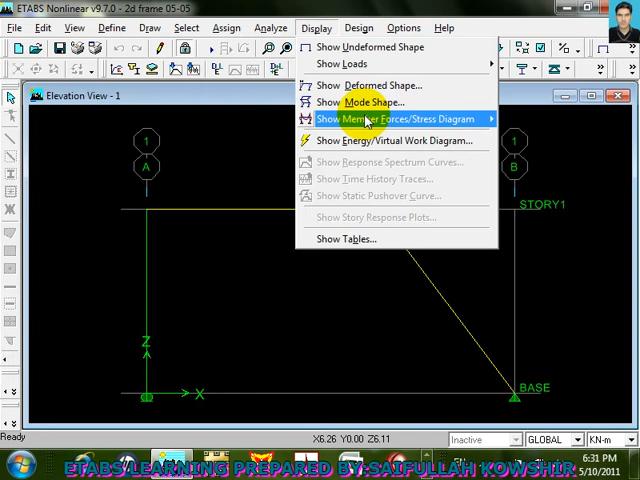 ETABS Nonlinear v9.7.0 - 2d frame 05-05
File Edit View Define Draw Select Assign Analyze Display Design Options Help
Show Undeformed Shape
Show Loads
Show Deformed Shape...
Show Mode Shape...
Show Member Forces/Stress Diagram
Show Energy/Virtual Work Diagram...
Show Response Spectrum Curves...
Show Time History Traces...
Show Static Pushover Curve...
Show Story Response Plots...
Show Tables...
Elevation View - 1
1 1
A B
STORY1
Z
X
BASE
Ready X6.26 Y0.00 Z6.11 Inactive GLOBAL KN-m
6:31 PM
5/10/2011
ETABS LEARNING PREPARED BY:SAIFULLAH KOWSHIR